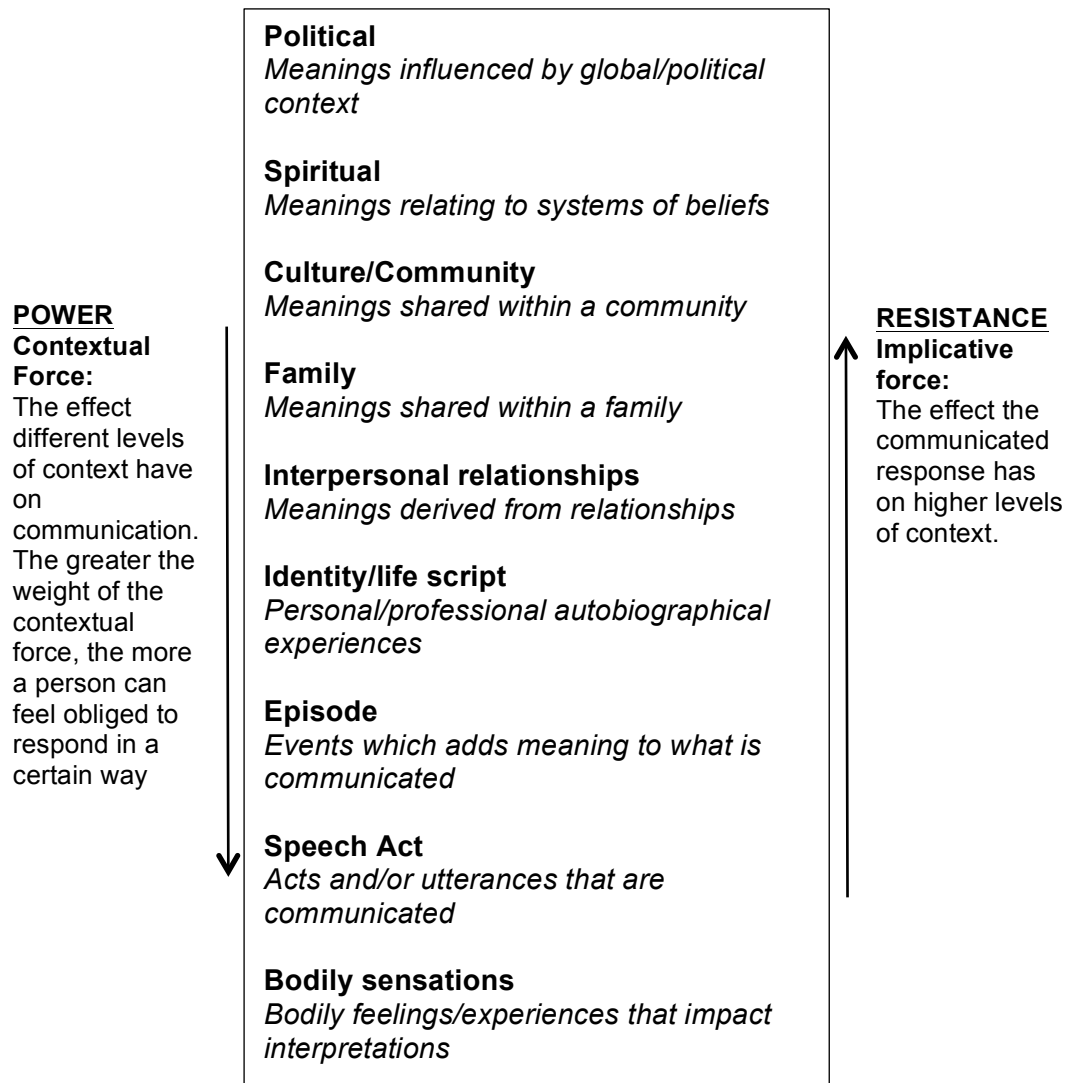 Political
Meanings influenced by global/political
context
Spiritual
Meanings relating to systems of beliefs
Culture/Community
Meanings shared within a community
Family
Meanings shared within a family
Interpersonal relationships
Meanings derived from relationships
Identity/life script
Personal/professional autobiographical
experiences
Episode
Events which adds meaning to what is
communicated
Speech Act
Acts and/or utterances that are
communicated
Bodily sensations
Bodily feelings/experiences that impact
interpretations
POWER
Contextual
Force:
The effect
different levels
of context have
on
communication.
The greater the
weight of the
contextual
force, the more
a person can
feel obliged to
respond in a
certain way
RESISTANCE
Implicative
force:
The effect the
communicated
response has
on higher levels
of context.